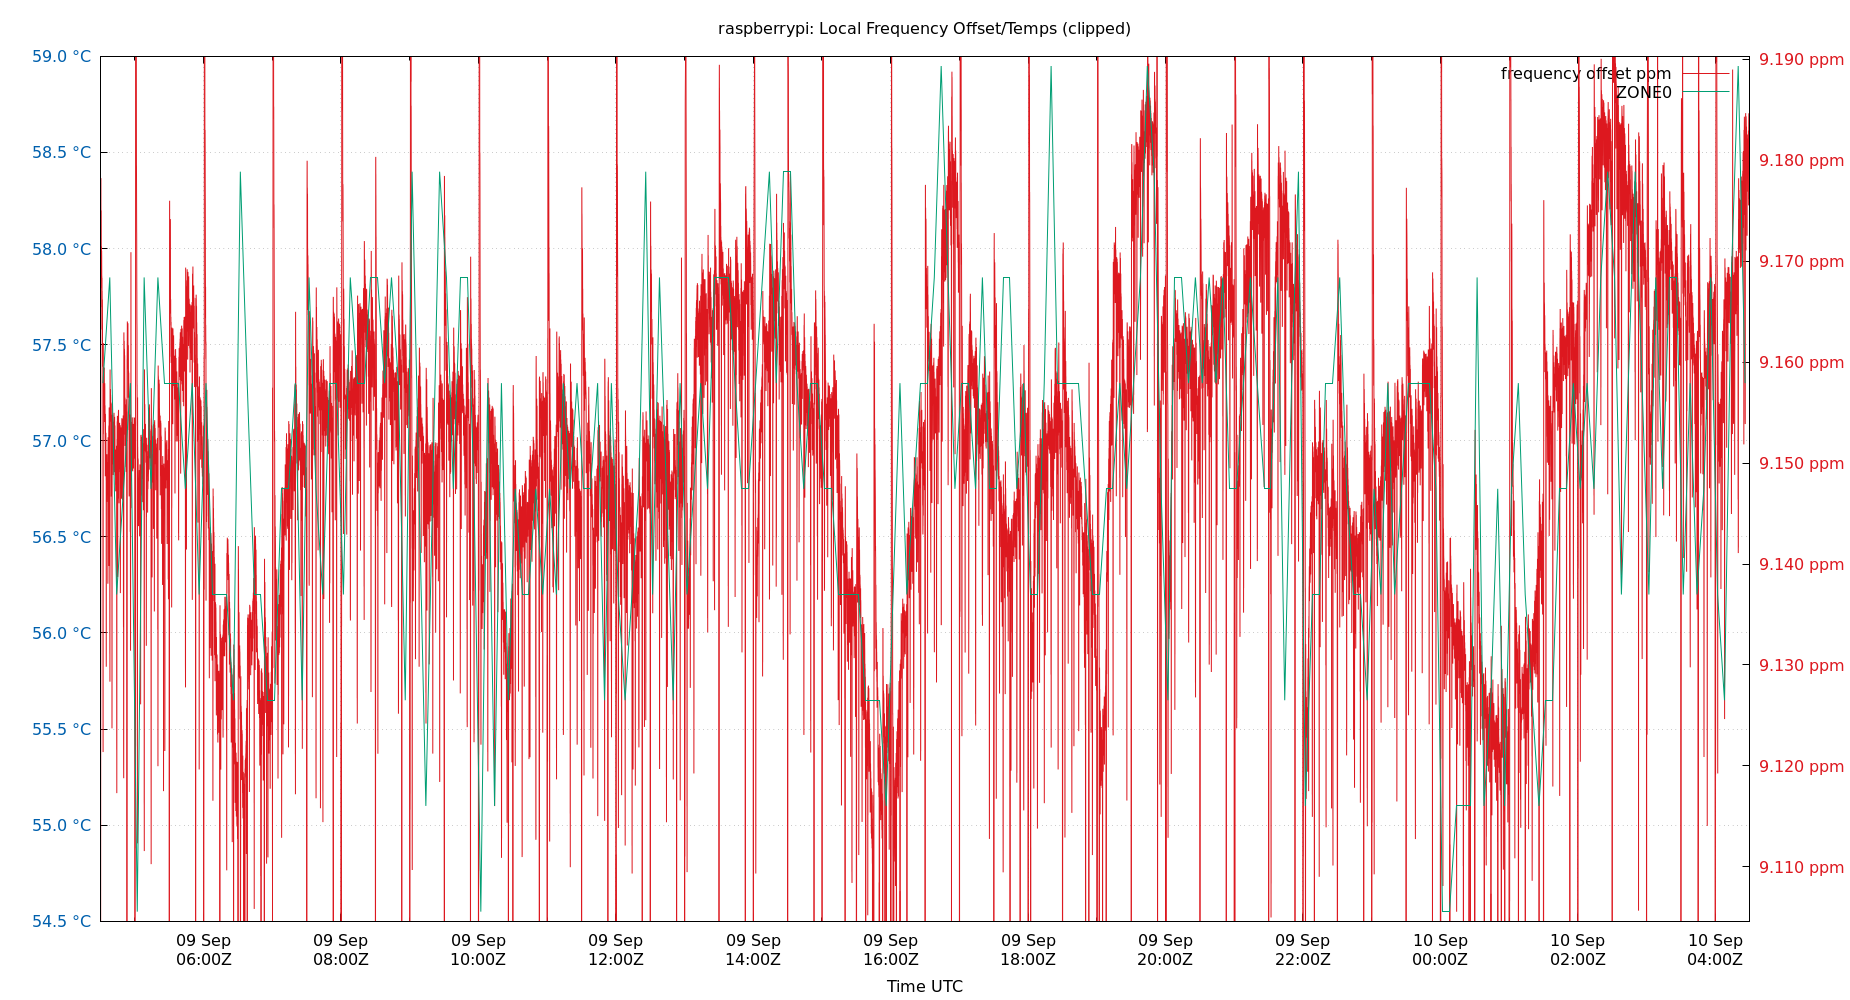 raspberrypi: Local Frequency Offset/Temps (clipped)
59.0 °C
58.5 °C
58.0 °C
57.5 °C
57.0 °C
56.5 °C
56.0 °C
55.5 °C
55.0 °C
54.5 °C
9.190 ppm
9.180 ppm
9.170 ppm
9.160 ppm
9.150 ppm
9.140 ppm
9.130 ppm
9.120 ppm
9.110 ppm
frequency offset ppm
ZONE0
09 Sep
06:00Z
09 Sep
08:00Z
09 Sep
10:00Z
09 Sep
12:00Z
09 Sep
14:00Z
09 Sep
16:00Z
09 Sep
18:00Z
09 Sep
20:00Z
09 Sep
22:00Z
10 Sep
00:00Z
10 Sep
02:00Z
10 Sep
04:00Z
Time UTC